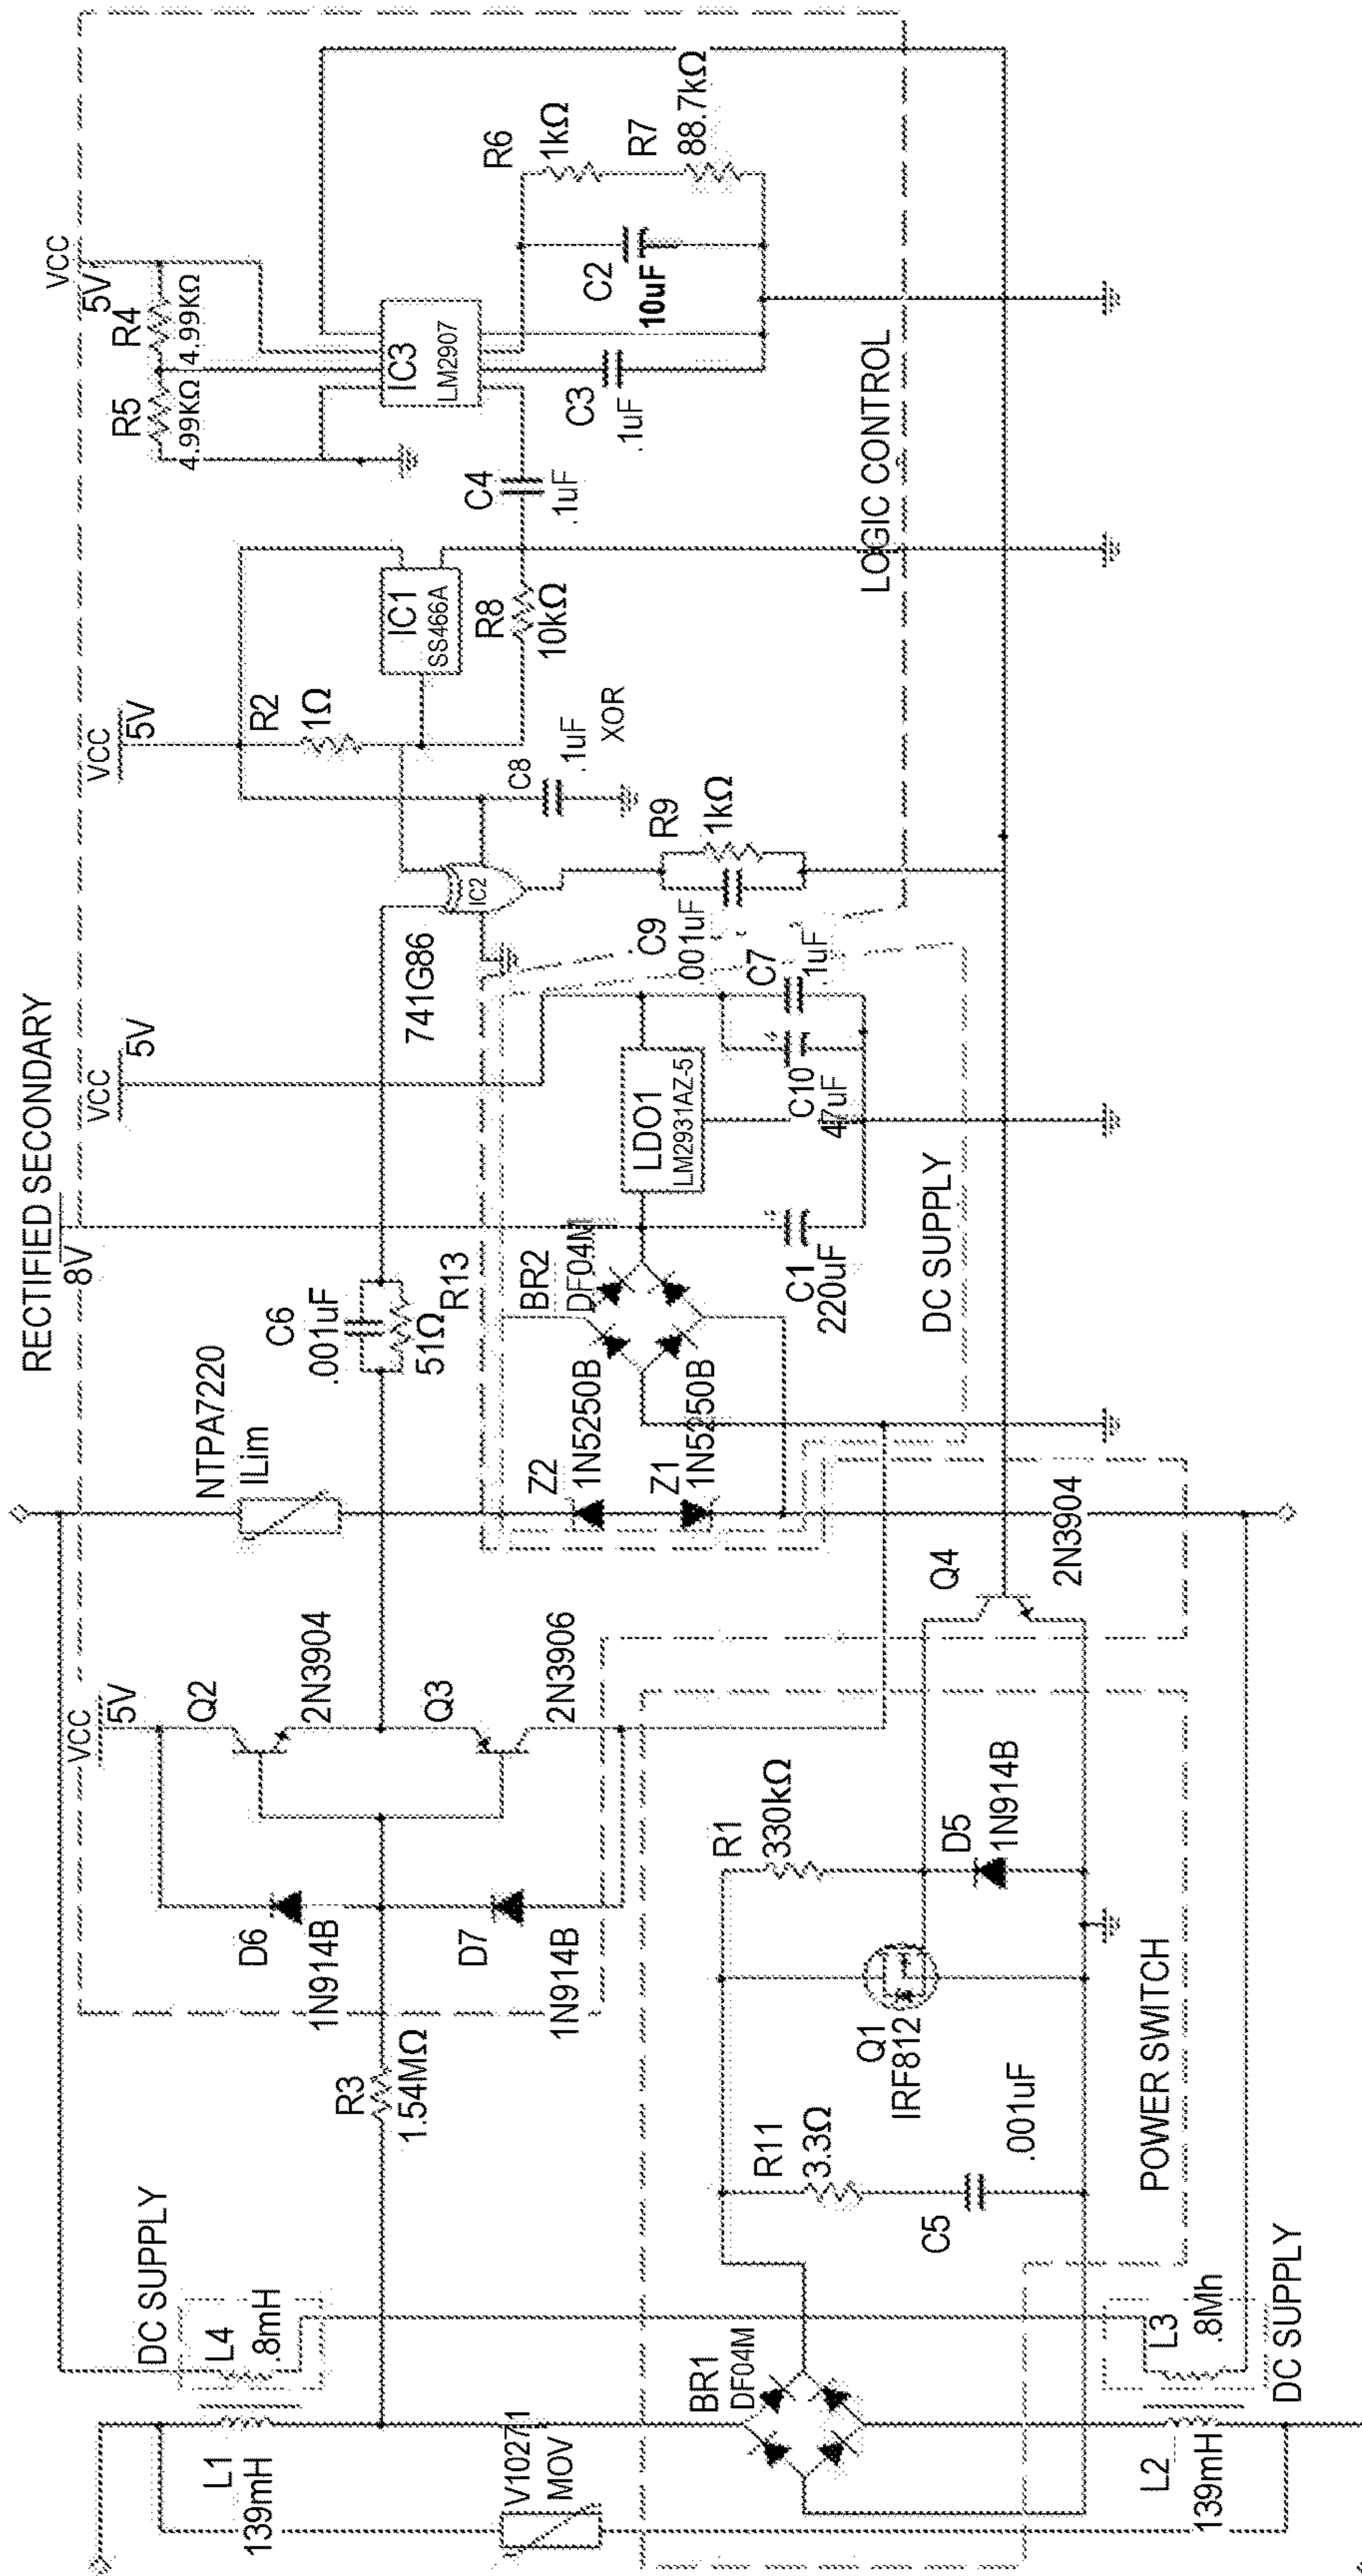 RECTIFIED SECONDARY
8V
VCC
5V
R4
4.99KΩ
R5
4.99KΩ
IC3
LM2907
R6
1kΩ
R7
88.7kΩ
C2
10uF
C3
.1uF
C4
.1uF
LOGIC CONTROL
VCC
5V
R2
1Ω
IC1
SS466A
R8
10kΩ
C8
.1uF
XOR
IC2
741G86
R9
1kΩ
C9
.001uF
VCC
5V
C7
.1uF
C10
47uF
LDO1
LM2931AZ-5
BR2
DF04M
C1
220uF
DC SUPPLY
NTPA7220
ILim
C6
.001uF
51Ω
R13
Z2
1N5250B
Z1
1N5250B
VCC
5V
Q2
2N3904
Q3
2N3906
Q4
2N3904
D6
1N914B
D7
1N914B
R3
1.54MΩ
R1
330kΩ
D5
1N914B
Q1
IRF812
R11
3.3Ω
C5
.001uF
POWER SWITCH
DC SUPPLY
L4
.8mH
L1
139mH
V10271
MOV
BR1
DF04M
L3
.8Mh
L2
139mH
DC SUPPLY